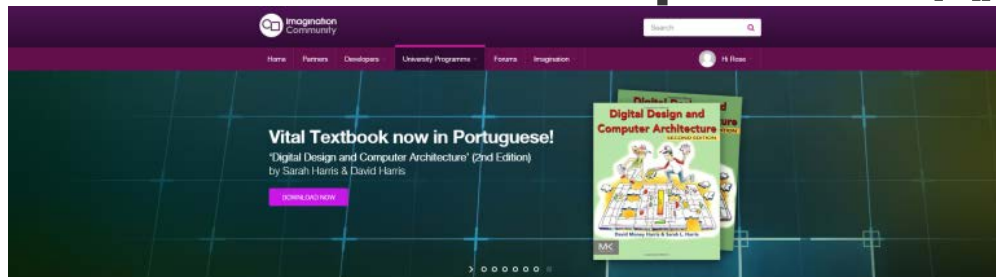 Imagination
Community
Search
Home Partners Developers University Programme Forums Imagination Hi Rose
Vital Textbook now in Portuguese!
'Digital Design and Computer Architecture' (2nd Edition)
by Sarah Harris & David Harris
DOWNLOAD NOW
Digital Design and
Computer Architecture
SECOND EDITION
David Money Harris & Sarah L. Harris
MK